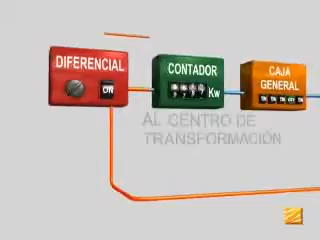 DIFERENCIAL
ON
CONTADOR
Kw
CAJA
GENERAL
AL CENTRO DE
TRANSFORMACIÓN